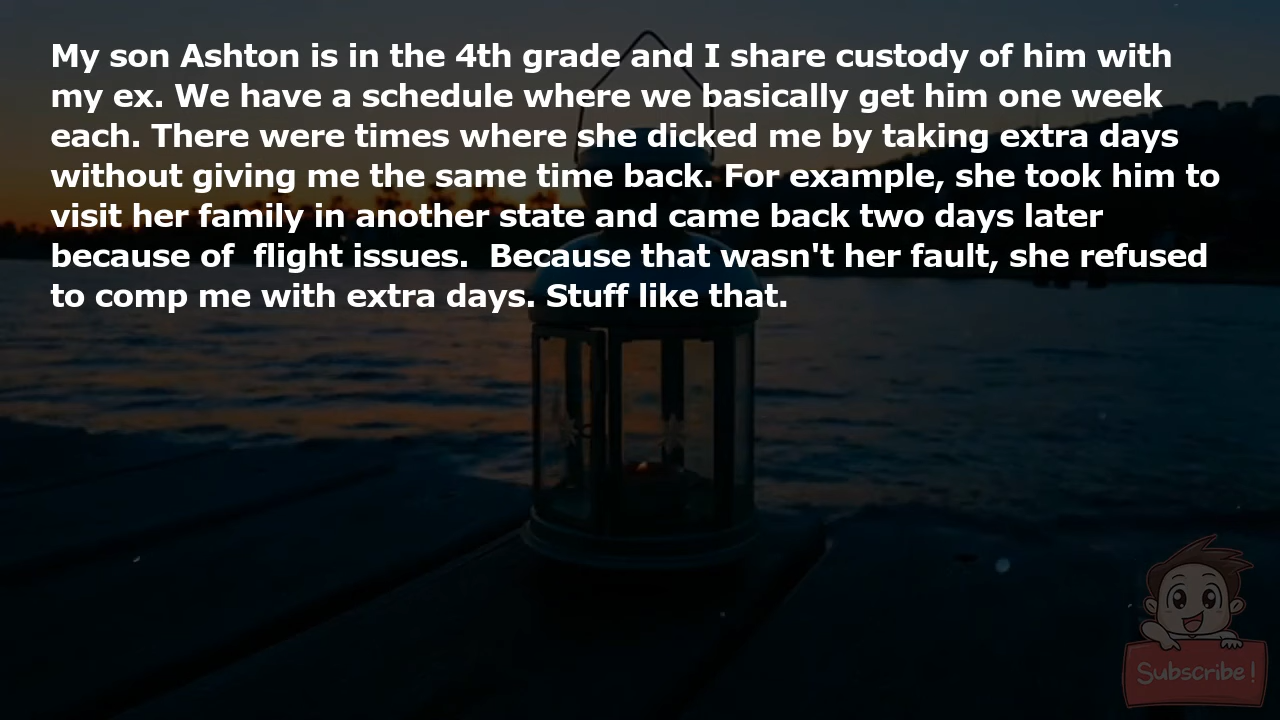 My son Ashton is in the 4th grade and I share custody of him with
my ex. We have a schedule where we basically get him one week
each. There were times where she dicked me by taking extra days
without giving me the same time back. For example, she took him to
visit her family in another state and came back two days later
because of  flight issues.  Because that wasn't her fault, she refused
to comp me with extra days. Stuff like that.
Subscribe!